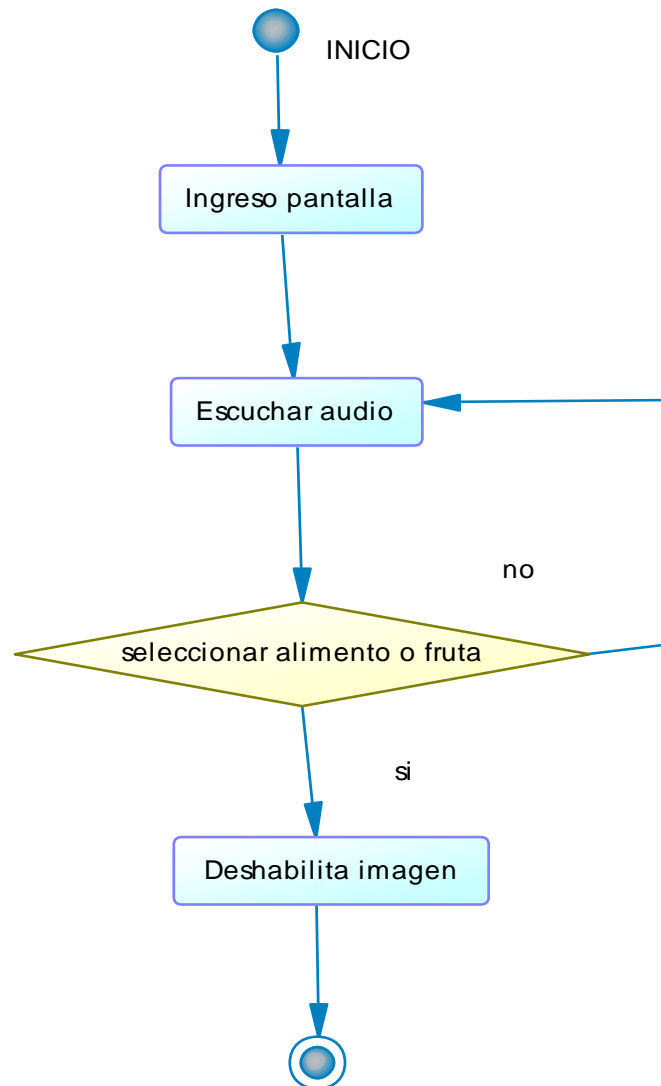 INICIO
Ingreso pantalla
Escuchar audio
no
seleccionar alimento o fruta
si
Deshabilita imagen